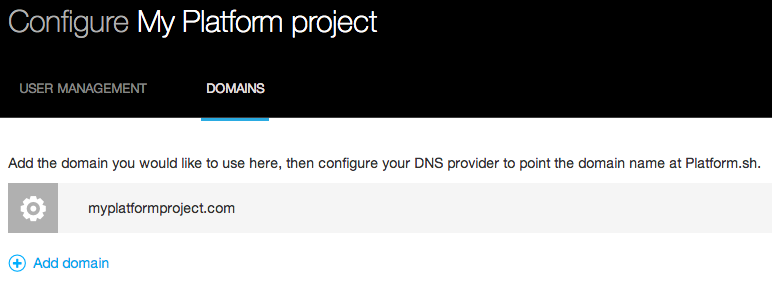 Configure My Platform project
USER MANAGEMENT DOMAINS
Add the domain you would like to use here, then configure your DNS provider to point the domain name at Platform.sh.
myplatformproject.com
Add domain